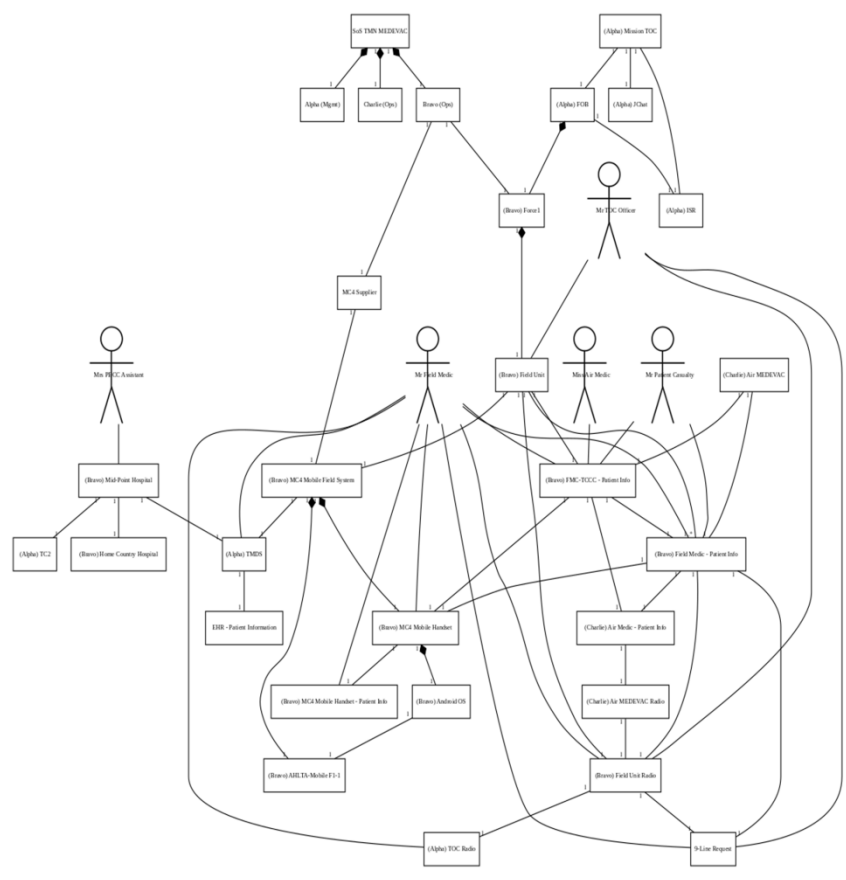 SoS TMN MEDEVAC
(Alpha) Mission TOC
Alpha (Mgmt)
Charlie (Ops)
Bravo (Ops)
(Alpha) FOB
(Alpha) JChat
(Bravo) Force1
Mr TOC Officer
(Alpha) ISR
MC4 Supplier
Mrs PECC Assistant
Mr Field Medic
(Bravo) Field Unit
Miss Air Medic
Mr Patient Casualty
(Charlie) Air MEDEVAC
(Bravo) Mid-Point Hospital
(Bravo) MC4 Mobile Field System
(Bravo) FMC-TCCC - Patient Info
(Alpha) TC2
(Bravo) Home Country Hospital
(Alpha) TMDS
(Bravo) Field Medic - Patient Info
EHR - Patient Information
(Bravo) MC4 Mobile Handset
(Charlie) Air Medic - Patient Info
(Bravo) MC4 Mobile Handset - Patient Info
(Bravo) Android OS
(Charlie) Air MEDEVAC Radio
(Bravo) AHLTA-Mobile F1-1
(Bravo) Field Unit Radio
(Alpha) TOC Radio
9-Line Request